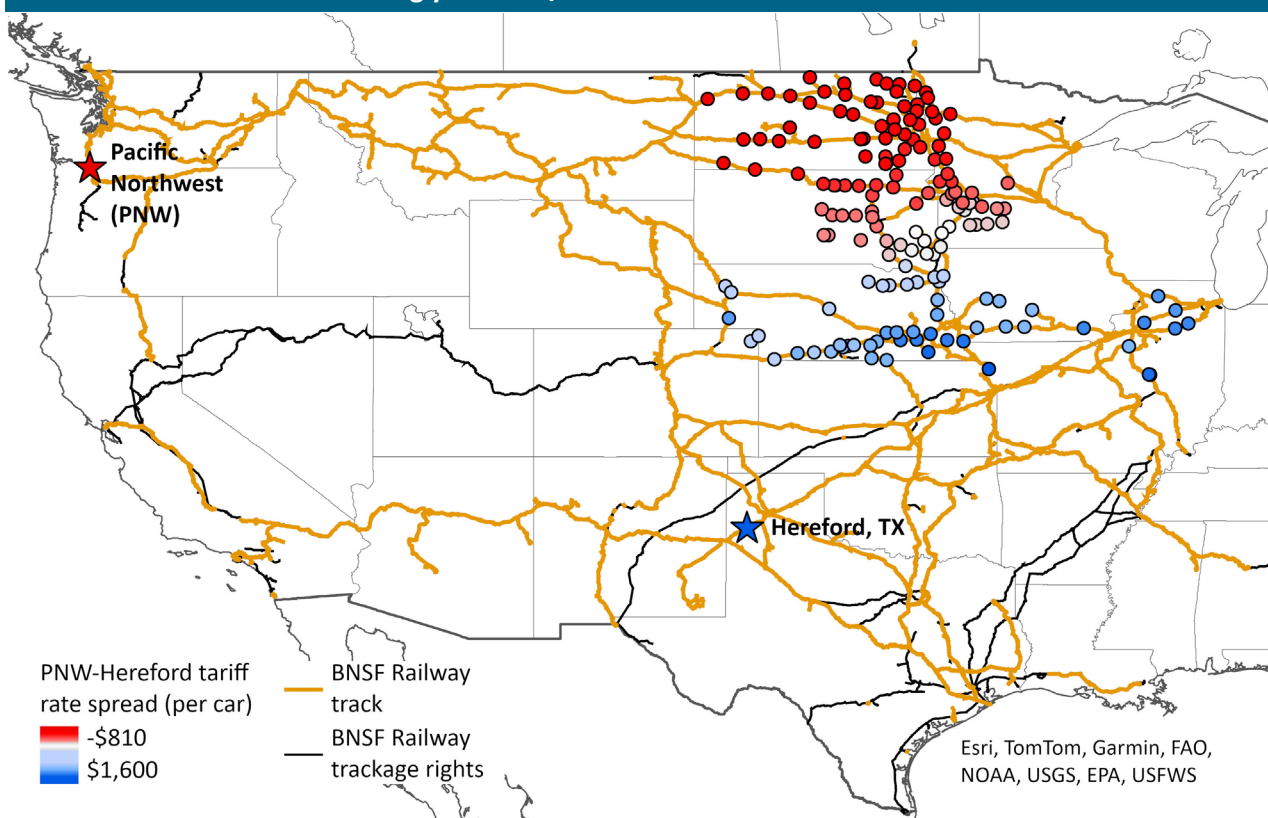 Pacific
Northwest
(PNW)
Hereford, TX
PNW-Hereford tariff
rate spread (per car)
-$810
$1,600
BNSF Railway
track
BNSF Railway
trackage rights
Esri, TomTom, Garmin, FAO,
NOAA, USGS, EPA, USFWS